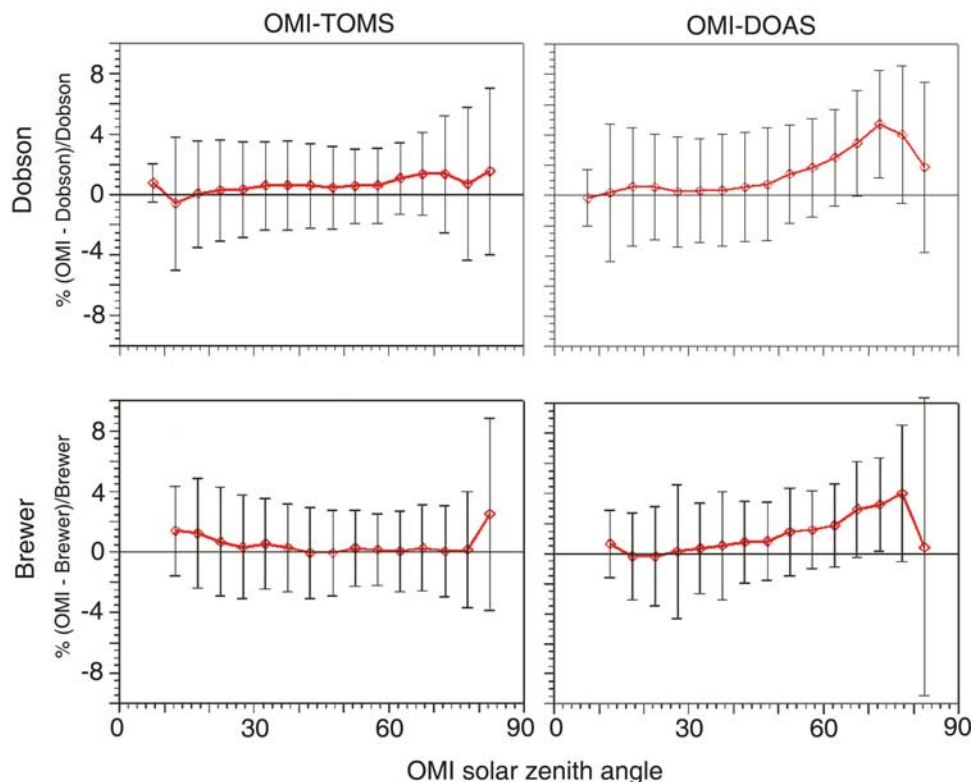 OMI-TOMS
OMI-DOAS
Dobson
% (OMI - Dobson)/Dobson
8
4
0
-4
-8
Brewer
% (OMI - Brewer)/Brewer
8
4
0
-4
-8
0 30 60 90 0 30 60 90
OMI solar zenith angle